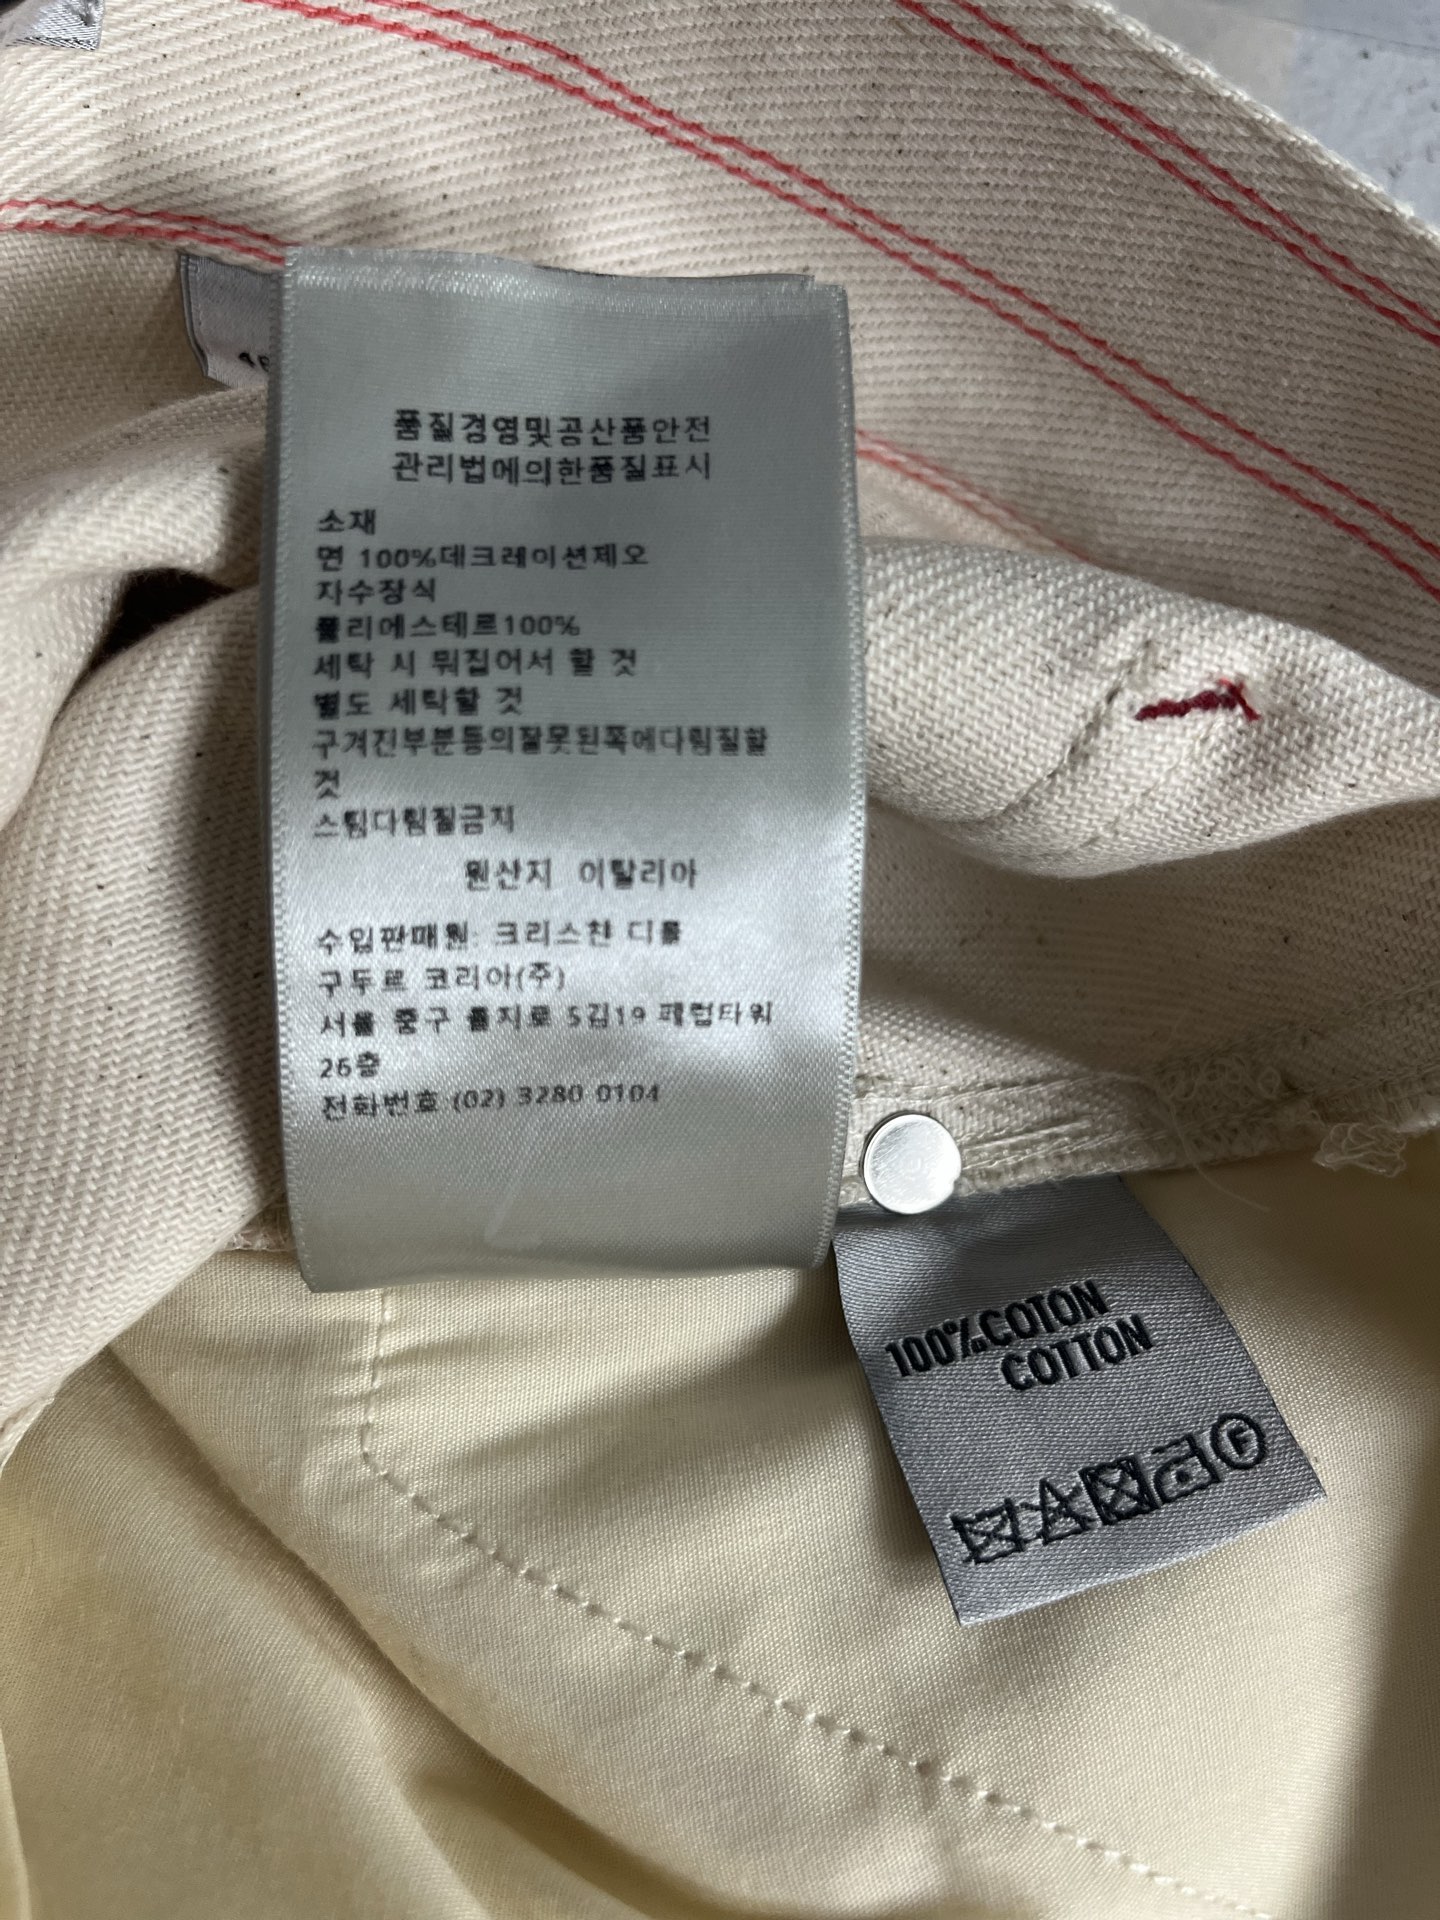 품질경영및공산품안전
관리법에의한품질표시
소재
면 100%데크레이션제오
자수장식
폴리에스테르100%
세탁 시 뒤집어서 할 것
별도 세탁할 것
구겨진부분등의잘못된쪽에다림질할
것
스팀다림질금지
원산지 이탈리아
수입판매원: 크리스챤 디올
꾸뛰르 코리아(주)
서울 중구 을지로 5길19 페럼타워
26층
전화번호 (02) 3280 0104
100%COTON
COTTON
F